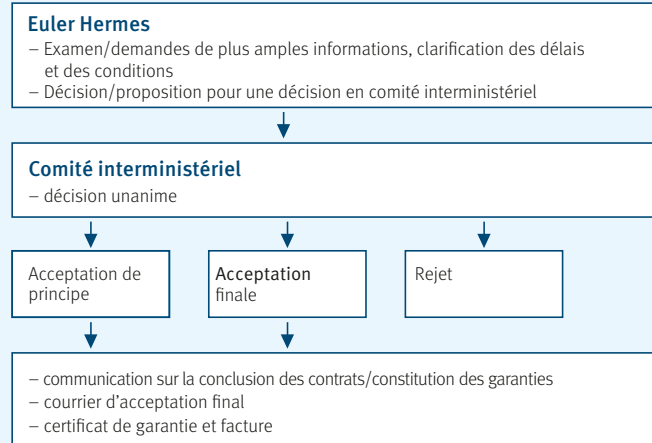 Euler Hermes
– Examen/demandes de plus amples informations, clarification des délais
et des conditions
– Décision/proposition pour une décision en comité interministériel
Comité interministériel
– décision unanime
Acceptation de
principe
Acceptation
finale
Rejet
– communication sur la conclusion des contrats/constitution des garanties
– courrier d’acceptation final
– certificat de garantie et facture